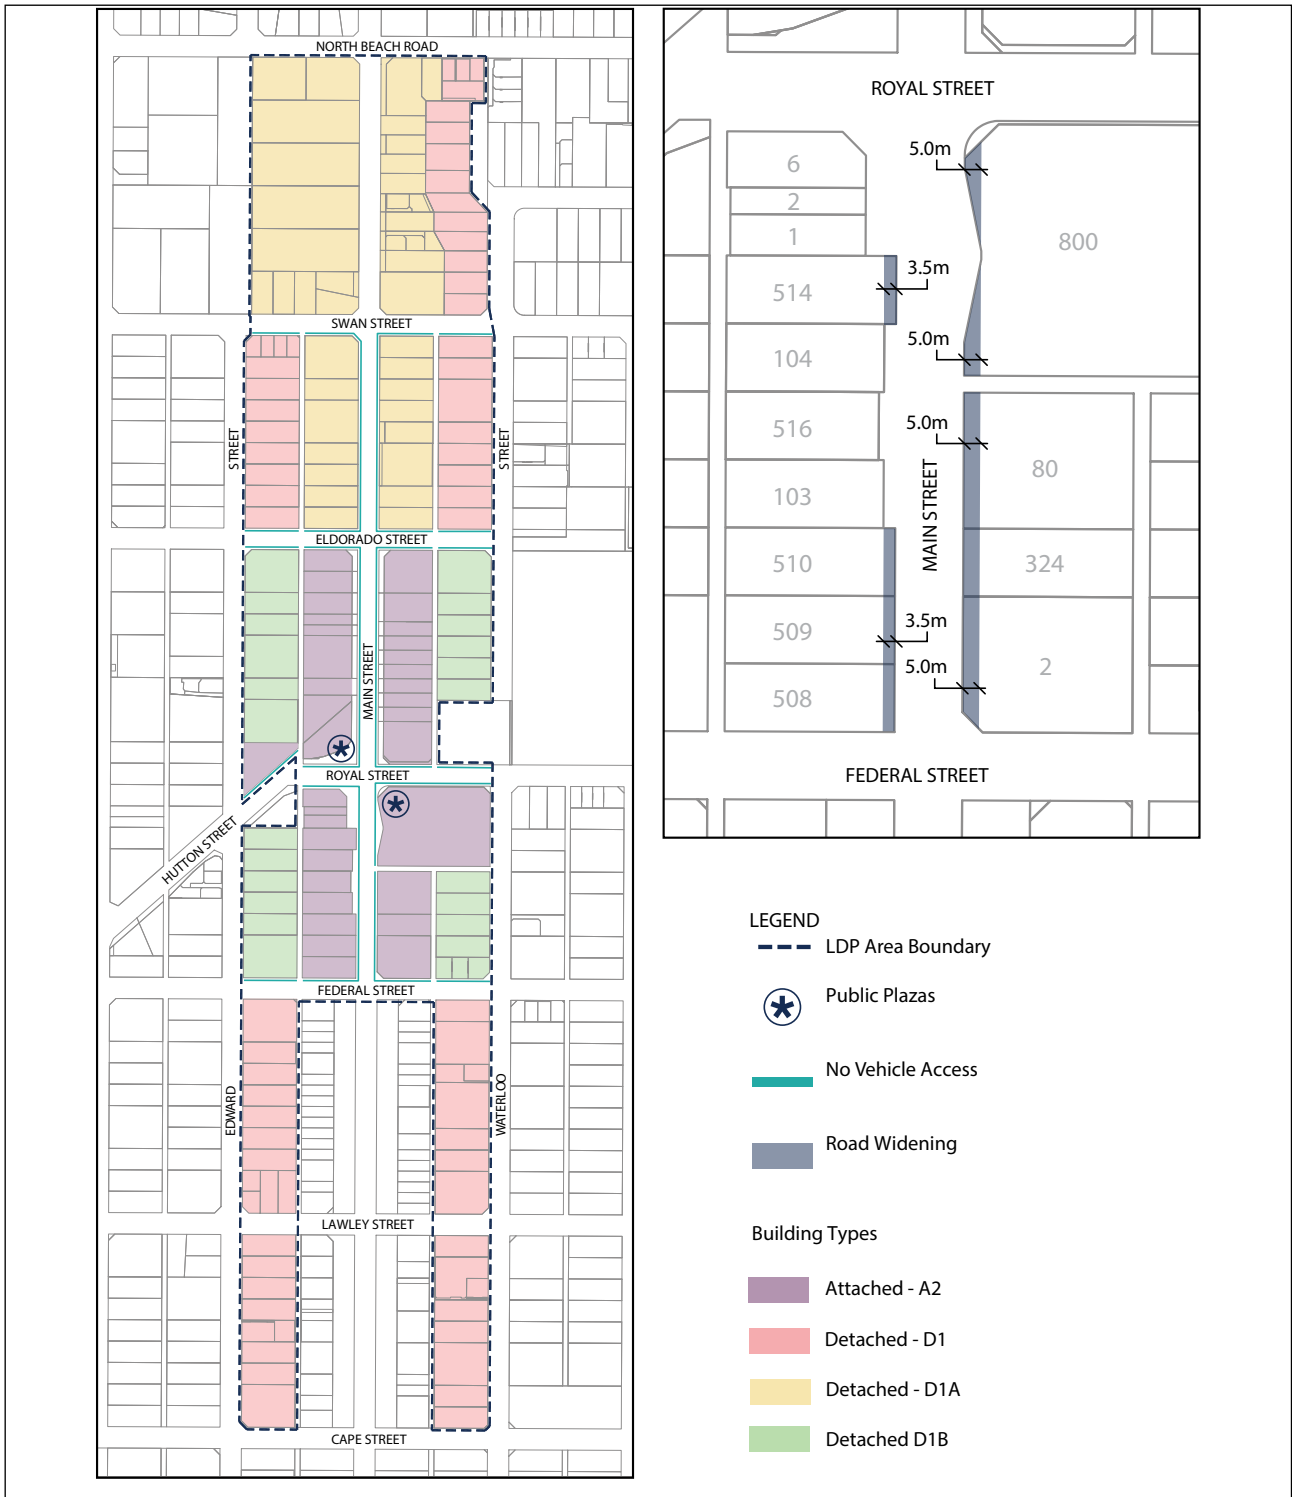 NORTH BEACH ROAD
SWAN STREET
STREET
STREET
ELDORADO STREET
MAIN STREET
ROYAL STREET
HUTTON STREET
FEDERAL STREET
EDWARD
WATERLOO
LAWLEY STREET
CAPE STREET
ROYAL STREET
5.0m
6
2
1
800
3.5m
514
5.0m
104
5.0m
516
80
MAIN STREET
103
510
324
509
3.5m
5.0m
2
508
FEDERAL STREET
LEGEND
LDP Area Boundary
Public Plazas
No Vehicle Access
Road Widening
Building Types
Attached - A2
Detached - D1
Detached - D1A
Detached D1B